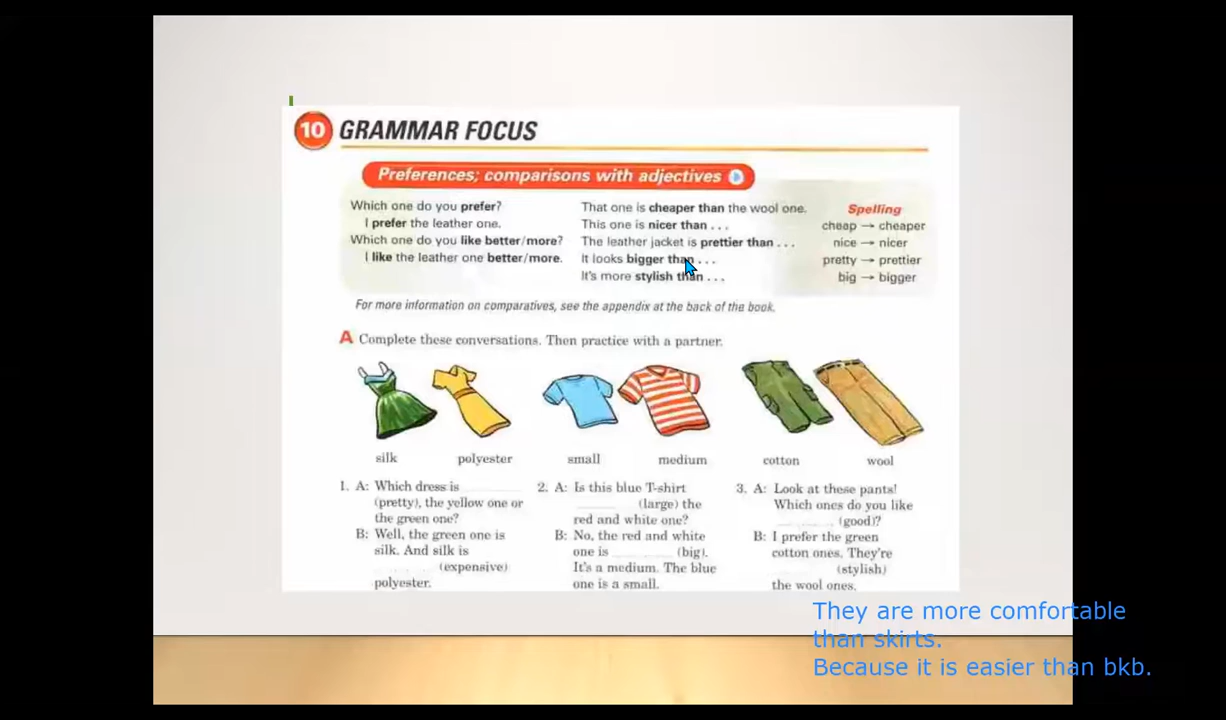 10 GRAMMAR FOCUS
Preferences; comparisons with adjectives
Which one do you prefer?
I prefer the leather one.
Which one do you like better/more?
I like the leather one better/more.
That one is cheaper than the wool one.
This one is nicer than . . .
The leather jacket is prettier than . . .
It looks bigger than . . .
It's more stylish than . . .
Spelling
cheap → cheaper
nice → nicer
pretty → prettier
big → bigger
For more information on comparatives, see the appendix at the back of the book.
A Complete these conversations. Then practice with a partner.
silk polyester small medium cotton wool
1. A: Which dress is ________
(pretty), the yellow one or
the green one?
B: Well, the green one is
silk. And silk is
________ (expensive)
polyester.
2. A: Is this blue T-shirt
________ (large) the
red and white one?
B: No, the red and white
one is ________ (big).
It's a medium. The blue
one is a small.
3. A: Look at these pants!
Which ones do you like
________ (good)?
B: I prefer the green
cotton ones. They're
________ (stylish)
the wool ones.
They are more comfortable
than skirts.
Because it is easier than bkb.